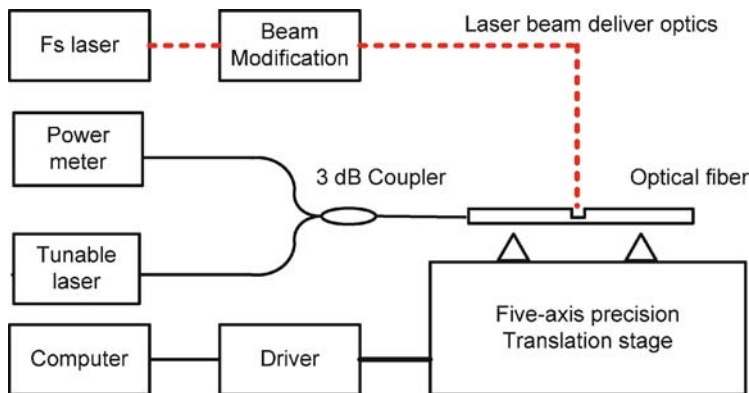 Fs laser
Beam
Modification
Laser beam deliver optics
Power
meter
3 dB Coupler
Optical fiber
Tunable
laser
Five-axis precision
Translation stage
Computer
Driver